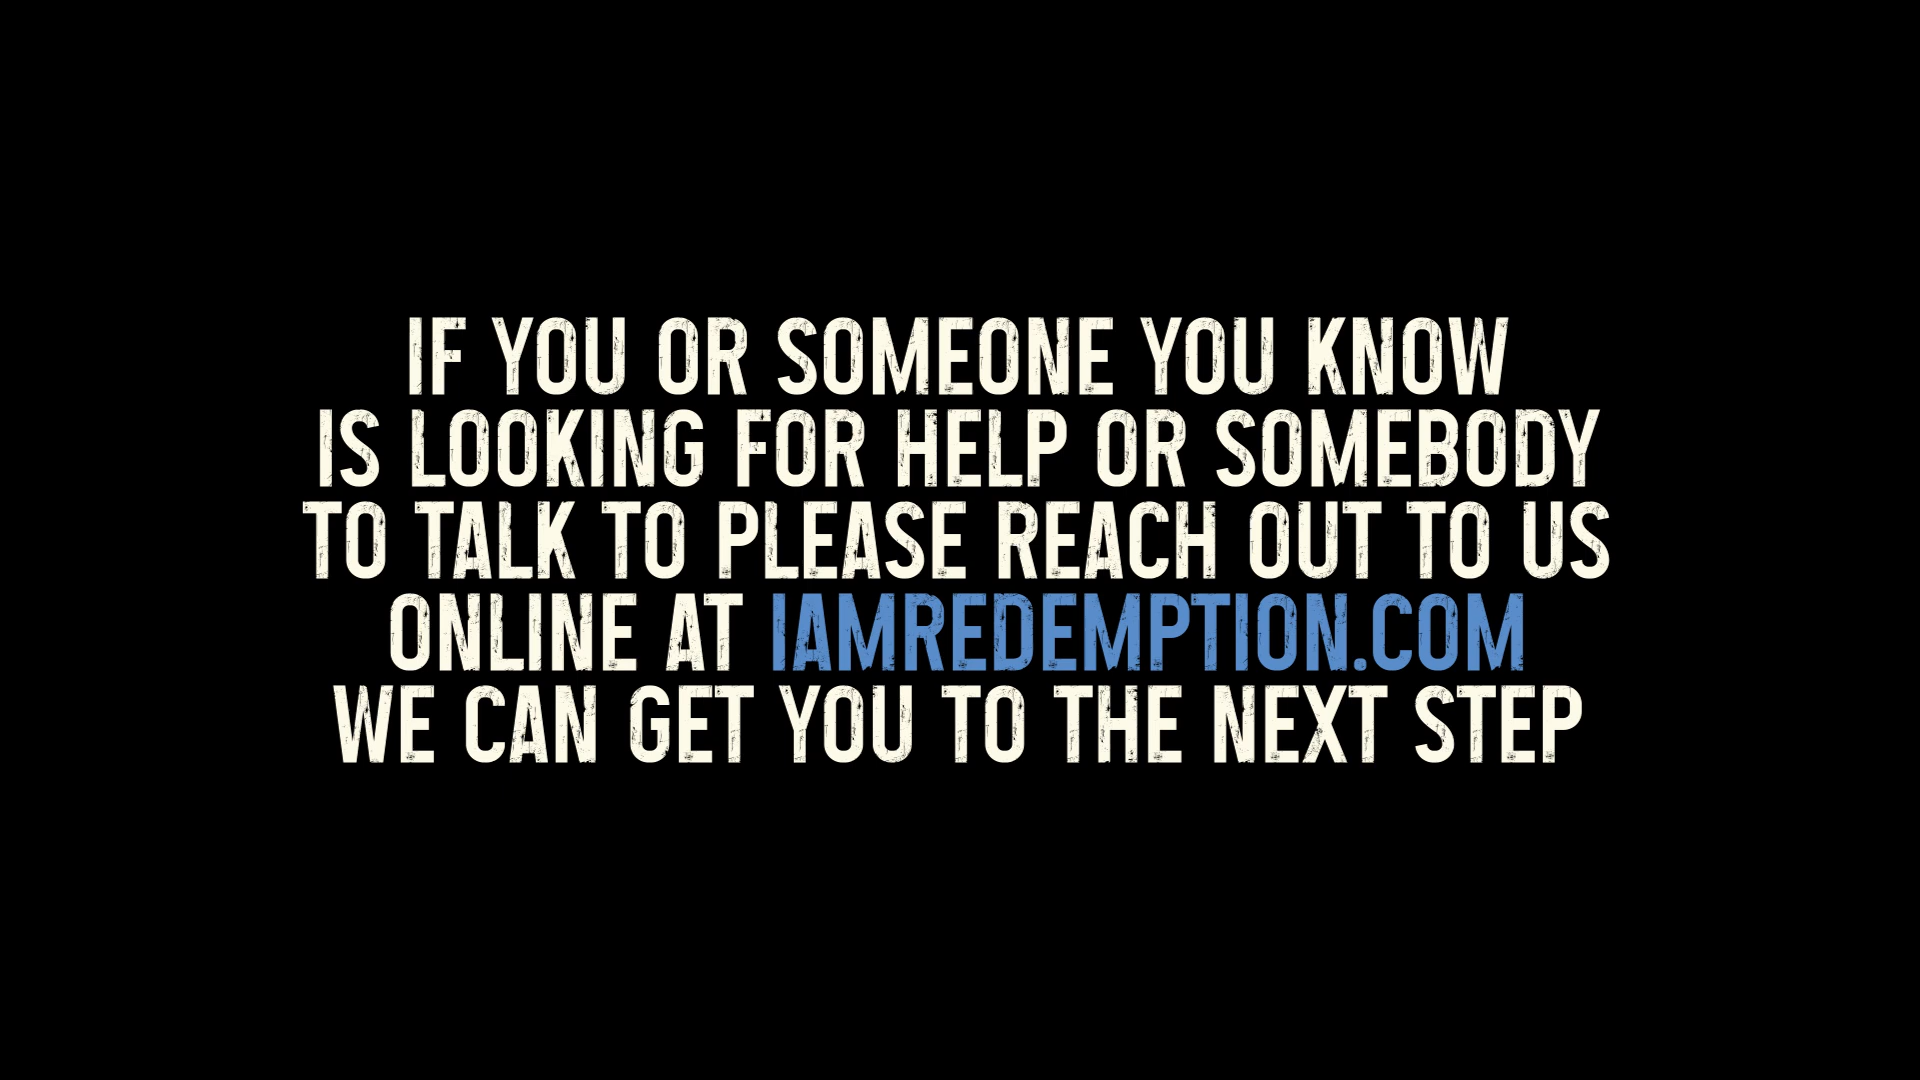 IF YOU OR SOMEONE YOU KNOW
IS LOOKING FOR HELP OR SOMEBODY
TO TALK TO PLEASE REACH OUT TO US
ONLINE AT IAMREDEMPTION.COM
WE CAN GET YOU TO THE NEXT STEP